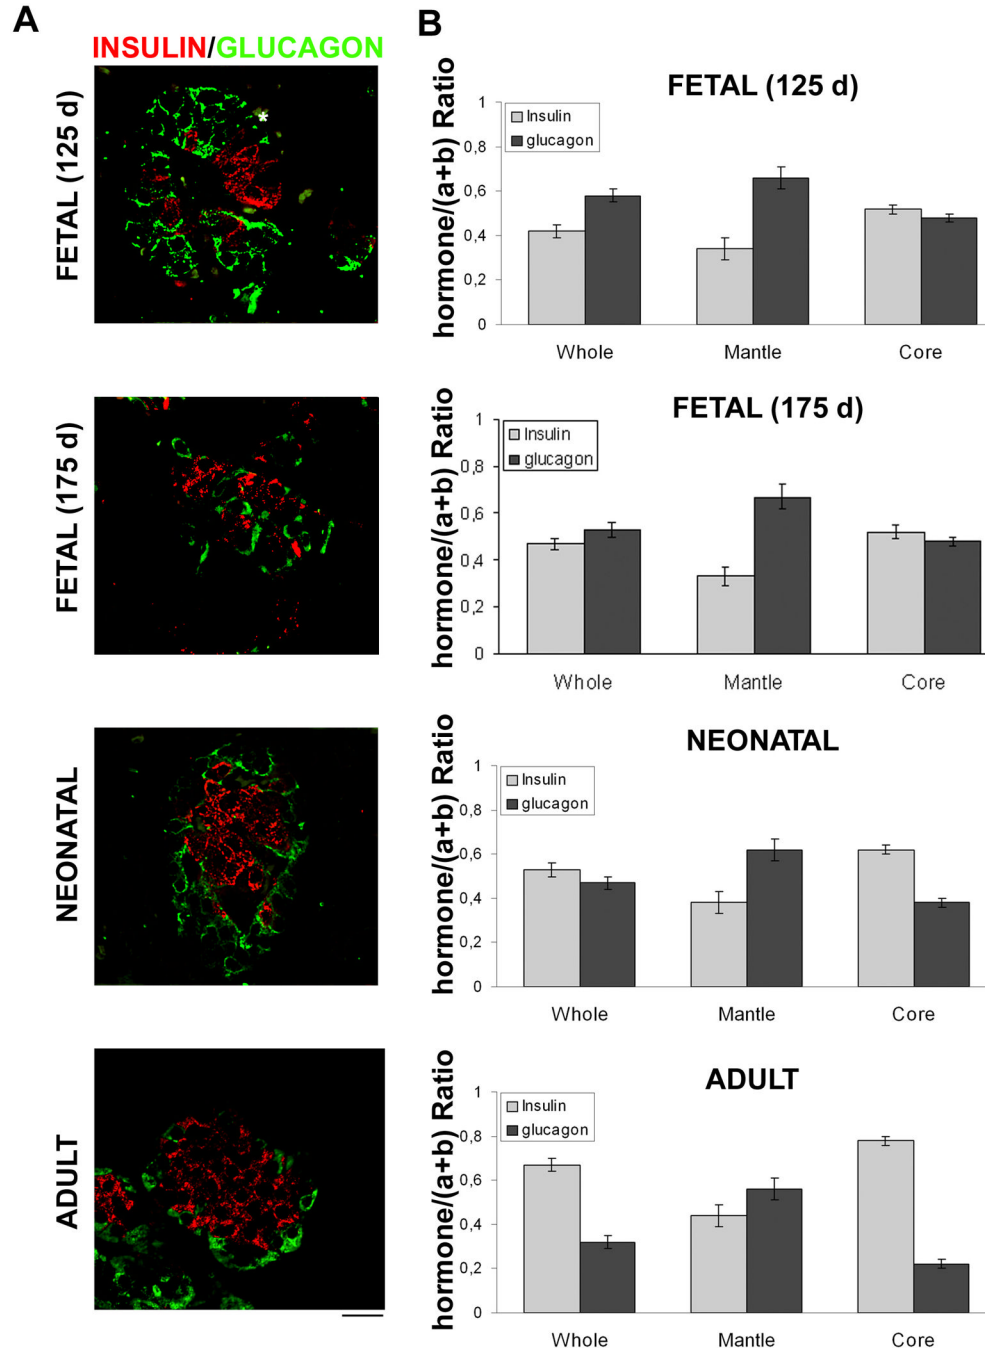 A
INSULIN/GLUCAGON
FETAL (125 d)
*
FETAL (175 d)
NEONATAL
ADULT
B
FETAL (125 d)
hormone/(a+b) Ratio
1
0,8
0,6
0,4
0,2
0
Insulin
glucagon
Whole Mantle Core
FETAL (175 d)
hormone/(a+b) Ratio
1
0,8
0,6
0,4
0,2
0
Insulin
glucagon
Whole Mantle Core
NEONATAL
hormone/(a+b) Ratio
1
0,8
0,6
0,4
0,2
0
Insulin
glucagon
Whole Mantle Core
ADULT
hormone/(a+b) Ratio
1
0,8
0,6
0,4
0,2
0
Insulin
glucagon
Whole Mantle Core